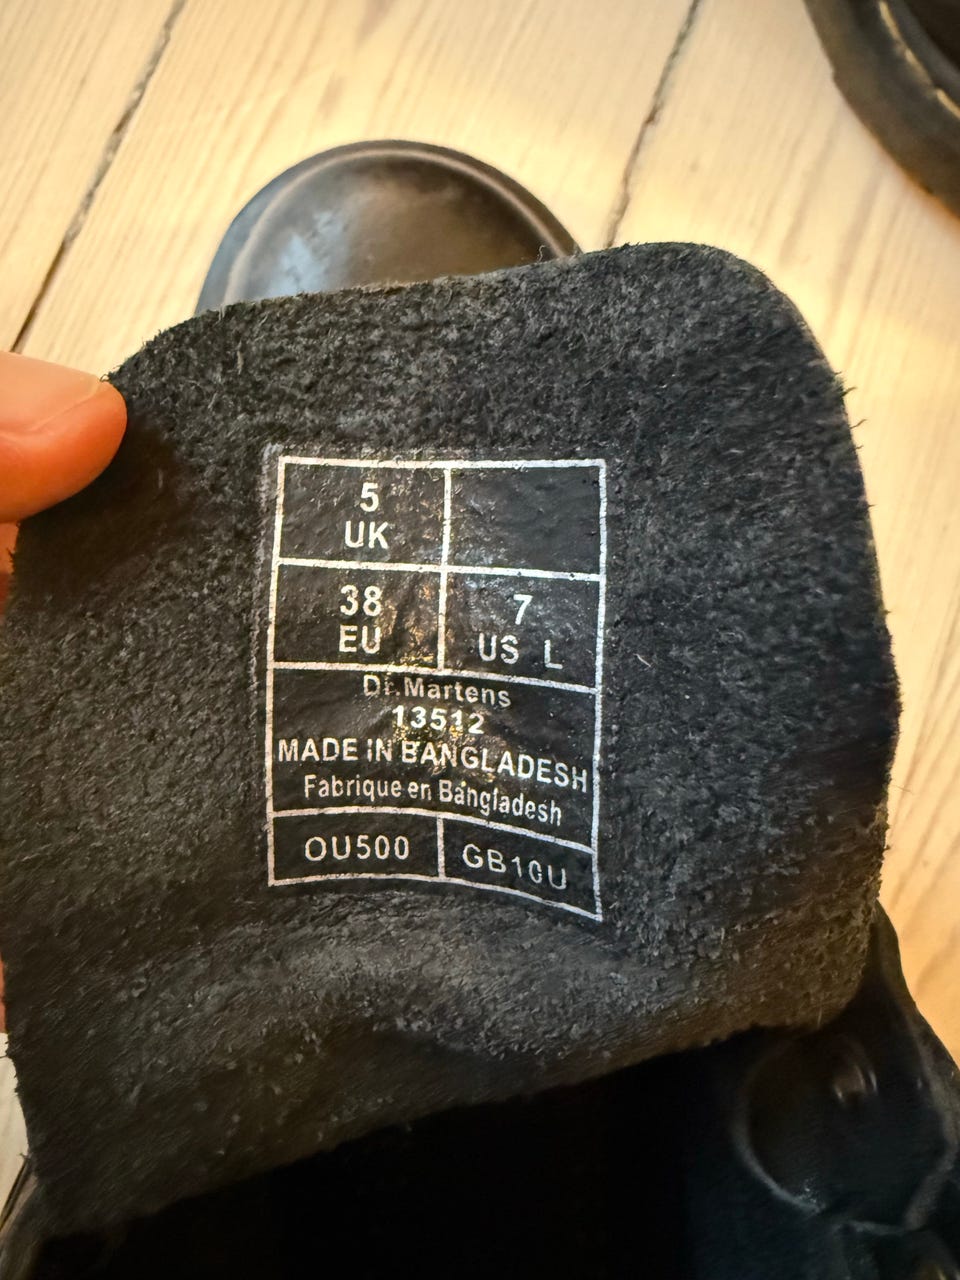 5
UK
38
EU
7
US L
Dr.Martens
13512
MADE IN BANGLADESH
Fabrique en Bangladesh
OU500
GB10U